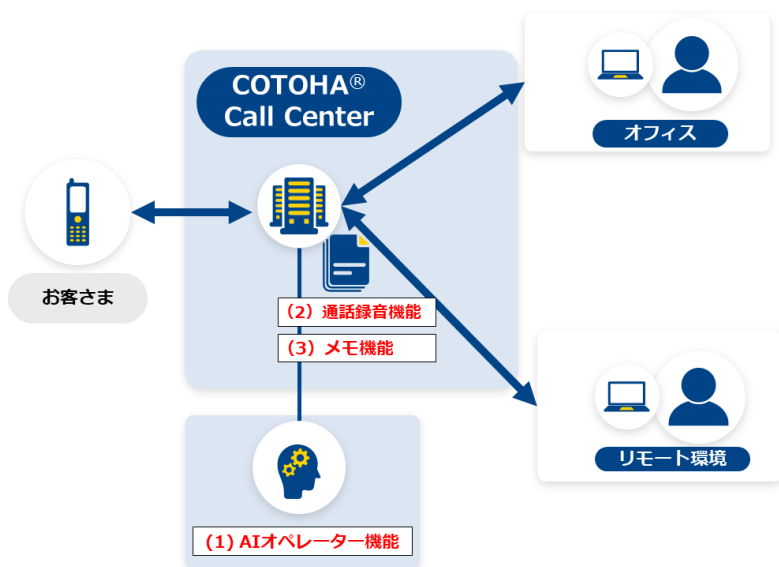 COTOHA®
Call Center
オフィス
お客さま
(2) 通話録音機能
(3) メモ機能
リモート環境
(1) AIオペレーター機能